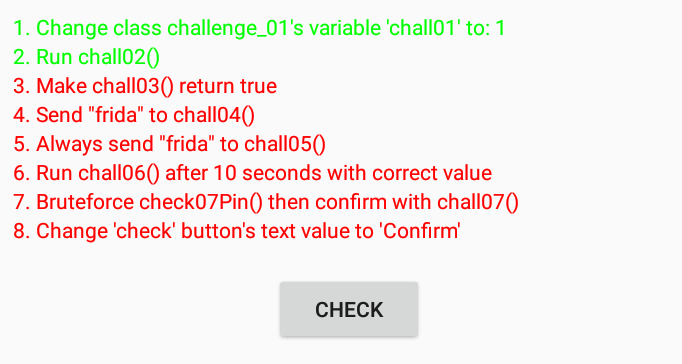 1. Change class challenge_01's variable 'chall01' to: 1
2. Run chall02()
3. Make chall03() return true
4. Send "frida" to chall04()
5. Always send "frida" to chall05()
6. Run chall06() after 10 seconds with correct value
7. Bruteforce check07Pin() then confirm with chall07()
8. Change 'check' button's text value to 'Confirm'
CHECK